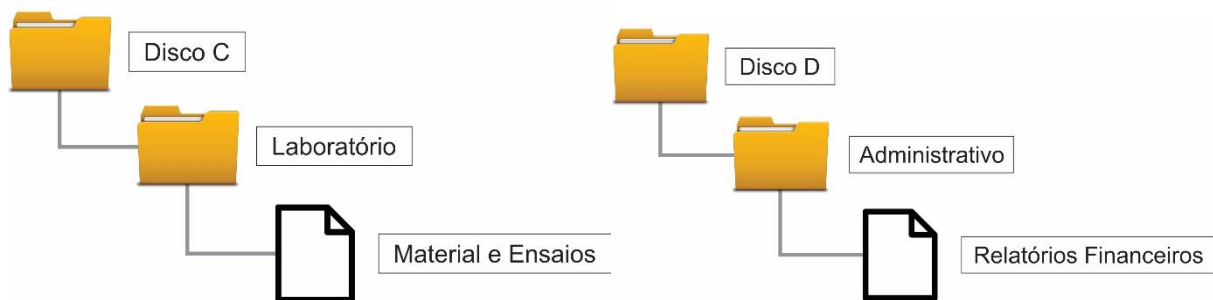 Disco C
Laboratório
Material e Ensaios
Disco D
Administrativo
Relatórios Financeiros